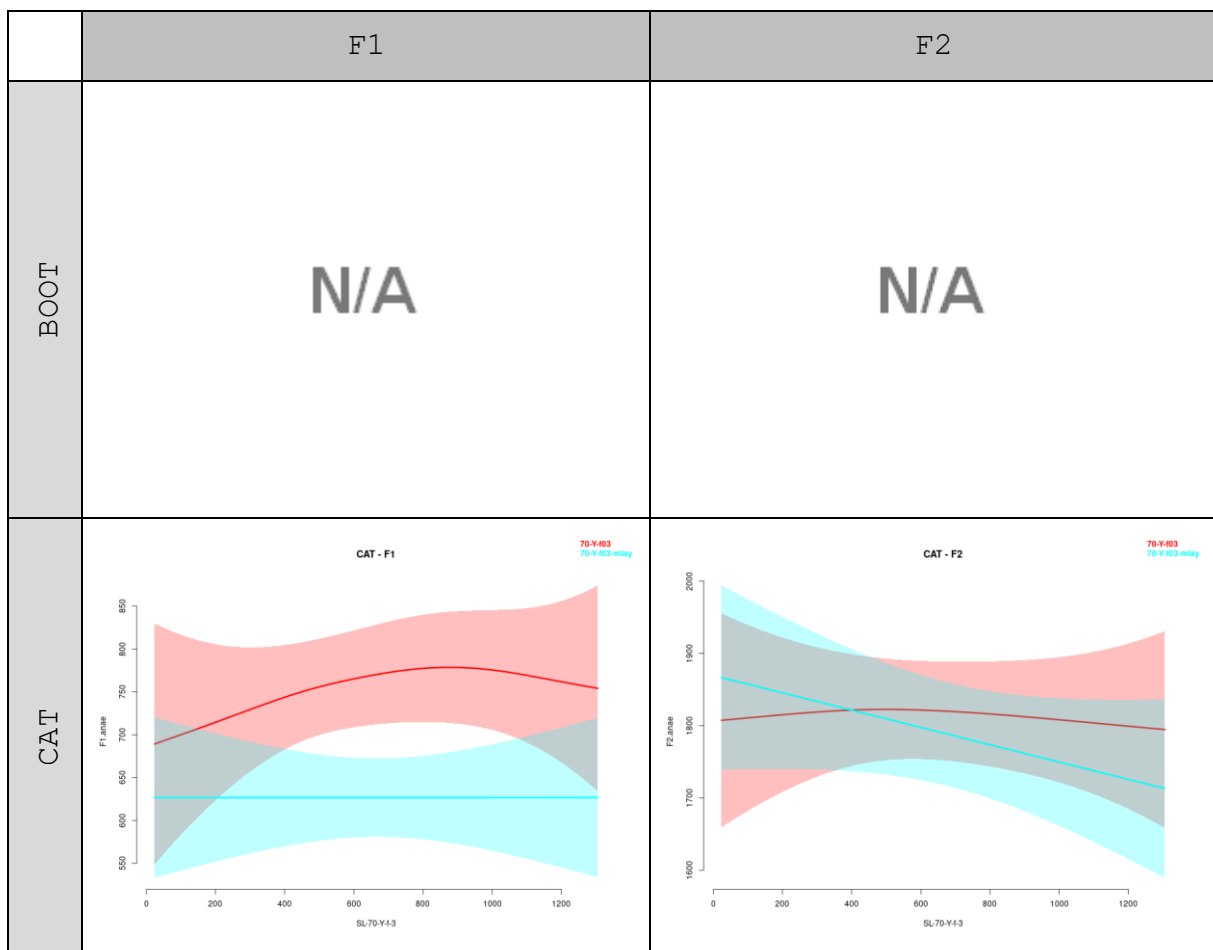 F1
F2
BOOT
N/A
N/A
CAT
CAT - F1
70-Y-f03
70-Y-f03-mlay
F1.anae
550
600
650
700
750
800
850
0
200
400
600
800
1000
1200
SL-70-Y-f-3
CAT - F2
70-Y-f03
70-Y-f03-mlay
F2.anae
1600
1700
1800
1900
2000
0
200
400
600
800
1000
1200
SL-70-Y-f-3